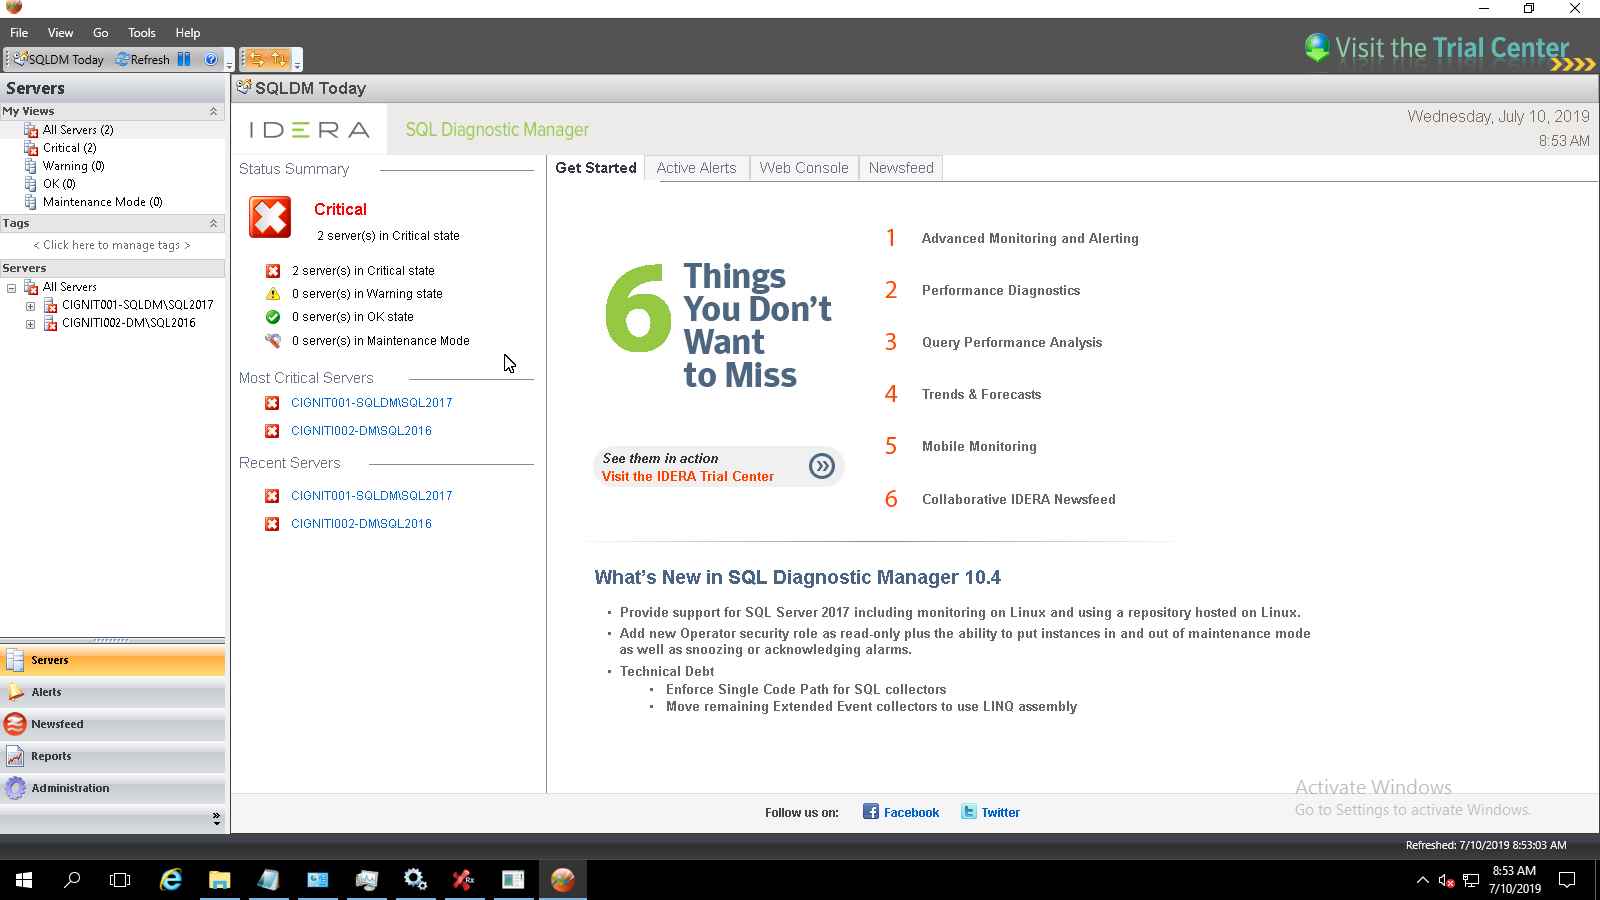 File View Go Tools Help
Visit the Trial Center
SQLDM Today Refresh
Servers
My Views
All Servers (2)
Critical (2)
Warning (0)
OK (0)
Maintenance Mode (0)
Tags
< Click here to manage tags >
Servers
All Servers
CIGNIT001-SQLDM\SQL2017
CIGNITI002-DM\SQL2016
Servers
Alerts
Newsfeed
Reports
Administration
SQLDM Today
IDERA
SQL Diagnostic Manager
Wednesday, July 10, 2019
8:53 AM
Status Summary
Critical
2 server(s) in Critical state
2 server(s) in Critical state
0 server(s) in Warning state
0 server(s) in OK state
0 server(s) in Maintenance Mode
Most Critical Servers
CIGNIT001-SQLDM\SQL2017
CIGNITI002-DM\SQL2016
Recent Servers
CIGNIT001-SQLDM\SQL2017
CIGNITI002-DM\SQL2016
Get Started Active Alerts Web Console Newsfeed
6 Things
You Don't
Want
to Miss
See them in action
Visit the IDERA Trial Center
1 Advanced Monitoring and Alerting
2 Performance Diagnostics
3 Query Performance Analysis
4 Trends & Forecasts
5 Mobile Monitoring
6 Collaborative IDERA Newsfeed
What's New in SQL Diagnostic Manager 10.4
• Provide support for SQL Server 2017 including monitoring on Linux and using a repository hosted on Linux.
• Add new Operator security role as read-only plus the ability to put instances in and out of maintenance mode
as well as snoozing or acknowledging alarms.
• Technical Debt
• Enforce Single Code Path for SQL collectors
• Move remaining Extended Event collectors to use LINQ assembly
Activate Windows
Go to Settings to activate Windows.
Follow us on: Facebook Twitter
Refreshed: 7/10/2019 8:53:03 AM
8:53 AM
7/10/2019